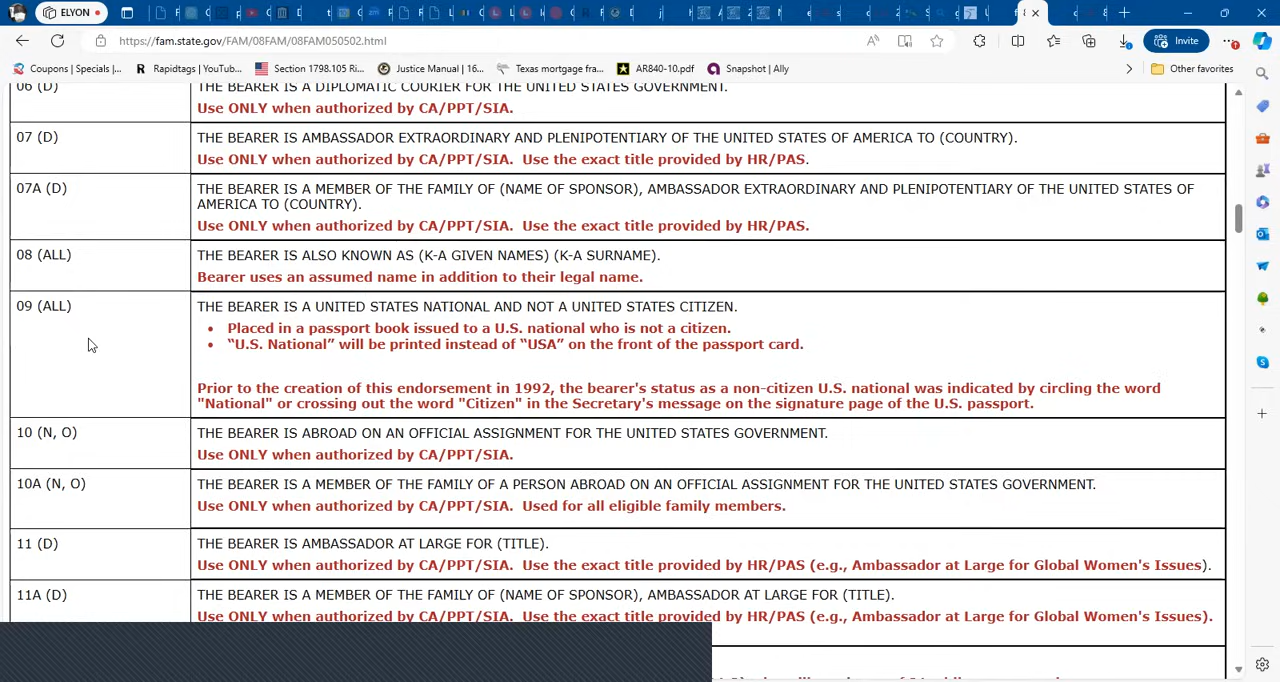 ELYON
https://fam.state.gov/FAM/08FAM/08FAM050502.html
Invite
Coupons | Specials |...
Rapidtags | YouTub...
Section 1798.105 Ri...
Justice Manual | 16...
Texas mortgage fra...
AR840-10.pdf
Snapshot | Ally
Other favorites
06 (D)
THE BEARER IS A DIPLOMATIC COURIER FOR THE UNITED STATES GOVERNMENT.
Use ONLY when authorized by CA/PPT/SIA.
07 (D)
THE BEARER IS AMBASSADOR EXTRAORDINARY AND PLENIPOTENTIARY OF THE UNITED STATES OF AMERICA TO (COUNTRY).
Use ONLY when authorized by CA/PPT/SIA.  Use the exact title provided by HR/PAS.
07A (D)
THE BEARER IS A MEMBER OF THE FAMILY OF (NAME OF SPONSOR), AMBASSADOR EXTRAORDINARY AND PLENIPOTENTIARY OF THE UNITED STATES OF
AMERICA TO (COUNTRY).
Use ONLY when authorized by CA/PPT/SIA.  Use the exact title provided by HR/PAS.
08 (ALL)
THE BEARER IS ALSO KNOWN AS (K-A GIVEN NAMES) (K-A SURNAME).
Bearer uses an assumed name in addition to their legal name.
09 (ALL)
THE BEARER IS A UNITED STATES NATIONAL AND NOT A UNITED STATES CITIZEN.
• Placed in a passport book issued to a U.S. national who is not a citizen.
• “U.S. National” will be printed instead of “USA” on the front of the passport card.
Prior to the creation of this endorsement in 1992, the bearer's status as a non-citizen U.S. national was indicated by circling the word
"National" or crossing out the word "Citizen" in the Secretary's message on the signature page of the U.S. passport.
10 (N, O)
THE BEARER IS ABROAD ON AN OFFICIAL ASSIGNMENT FOR THE UNITED STATES GOVERNMENT.
Use ONLY when authorized by CA/PPT/SIA.
10A (N, O)
THE BEARER IS A MEMBER OF THE FAMILY OF A PERSON ABROAD ON AN OFFICIAL ASSIGNMENT FOR THE UNITED STATES GOVERNMENT.
Use ONLY when authorized by CA/PPT/SIA.  Used for all eligible family members.
11 (D)
THE BEARER IS AMBASSADOR AT LARGE FOR (TITLE).
Use ONLY when authorized by CA/PPT/SIA.  Use the exact title provided by HR/PAS (e.g., Ambassador at Large for Global Women's Issues).
11A (D)
THE BEARER IS A MEMBER OF THE FAMILY OF (NAME OF SPONSOR), AMBASSADOR AT LARGE FOR (TITLE).
Use ONLY when authorized by CA/PPT/SIA.  Use the exact title provided by HR/PAS (e.g., Ambassador at Large for Global Women's Issues).